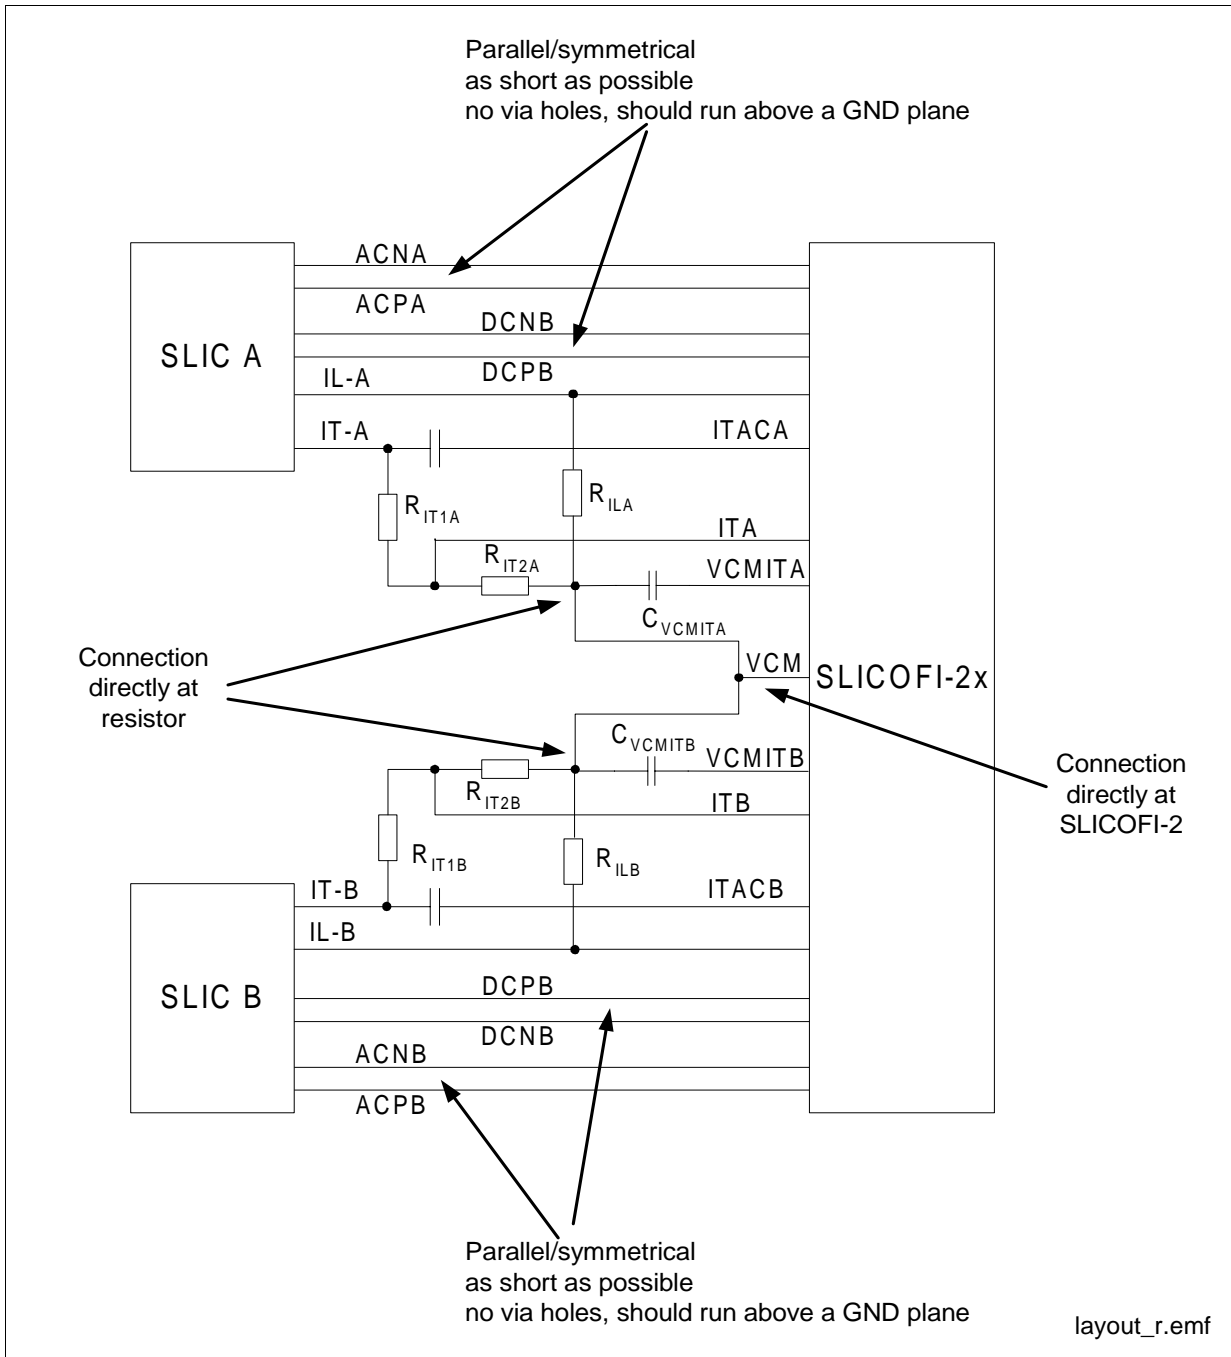 Parallel/symmetrical
as short as possible
no via holes, should run above a GND plane
ACNA
ACPA
DCNB
SLIC A
DCPB
IL-A
IT-A
ITACA
RILA
RIT1A
ITA
RIT2A
VCMITA
CVCMITA
Connection
directly at
resistor
VCM
SLICOFI-2x
CVCMITB
VCMITB
Connection
directly at
SLICOFI-2
RIT2B
ITB
RIT1B
RILB
IT-B
ITACB
IL-B
SLIC B
DCPB
DCNB
ACNB
ACPB
Parallel/symmetrical
as short as possible
no via holes, should run above a GND plane
layout_r.emf